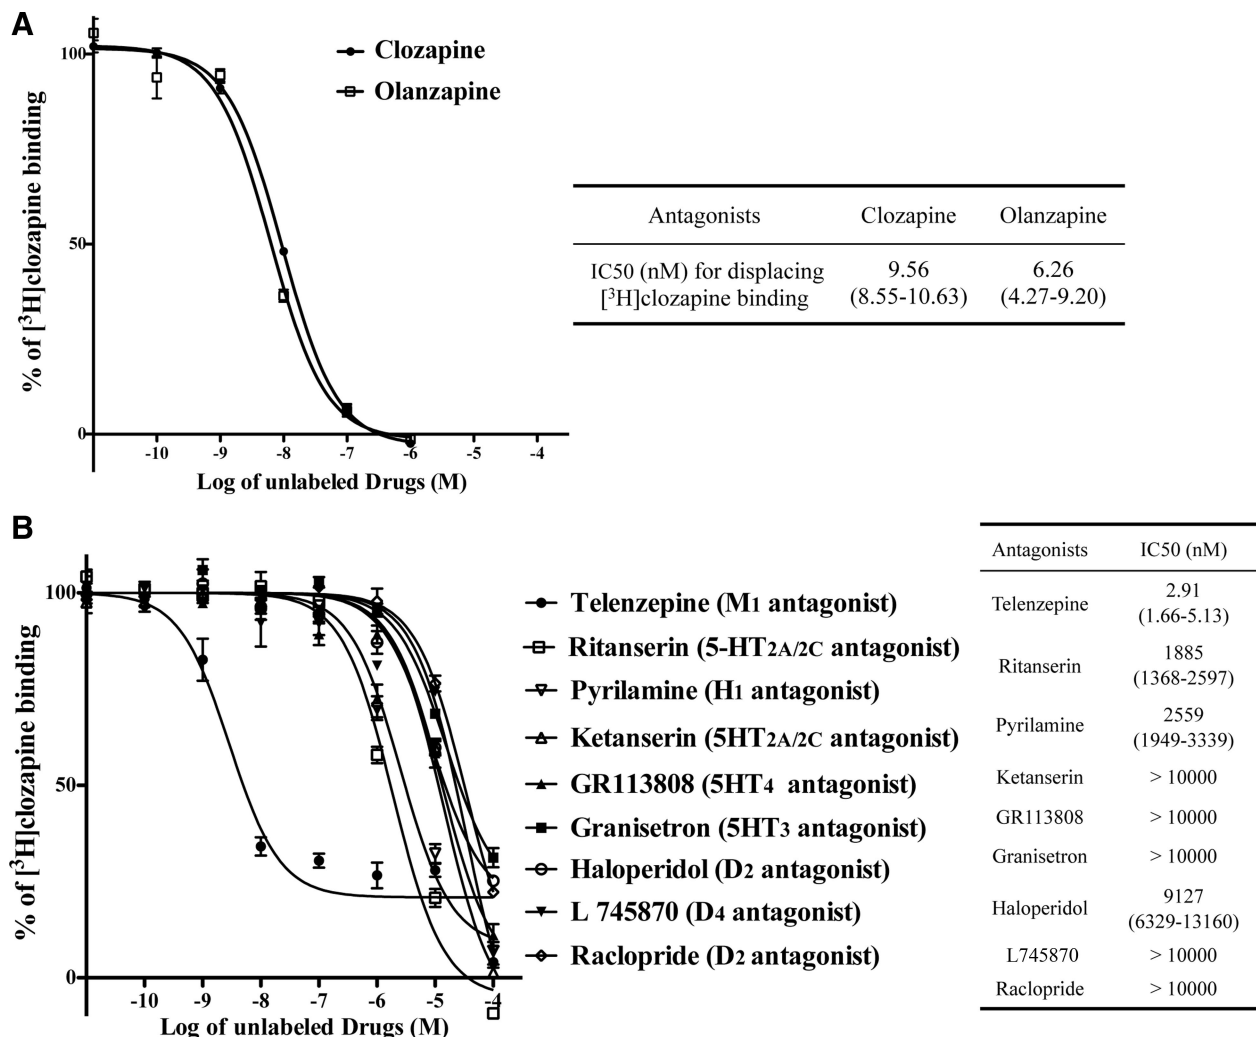 A
% of [³H]clozapine binding
100
50
0
-10 -9 -8 -7 -6 -5 -4
Log of unlabeled Drugs (M)
Clozapine
Olanzapine
Antagonists Clozapine Olanzapine
IC50 (nM) for displacing [³H]clozapine binding 9.56 (8.55-10.63) 6.26 (4.27-9.20)
B
% of [³H]clozapine binding
100
50
0
-10 -9 -8 -7 -6 -5 -4
Log of unlabeled Drugs (M)
Telenzepine (M1 antagonist)
Ritanserin (5-HT2A/2C antagonist)
Pyrilamine (H1 antagonist)
Ketanserin (5HT2A/2C antagonist)
GR113808 (5HT4 antagonist)
Granisetron (5HT3 antagonist)
Haloperidol (D2 antagonist)
L 745870 (D4 antagonist)
Raclopride (D2 antagonist)
Antagonists IC50 (nM)
Telenzepine 2.91 (1.66-5.13)
Ritanserin 1885 (1368-2597)
Pyrilamine 2559 (1949-3339)
Ketanserin > 10000
GR113808 > 10000
Granisetron > 10000
Haloperidol 9127 (6329-13160)
L745870 > 10000
Raclopride > 10000